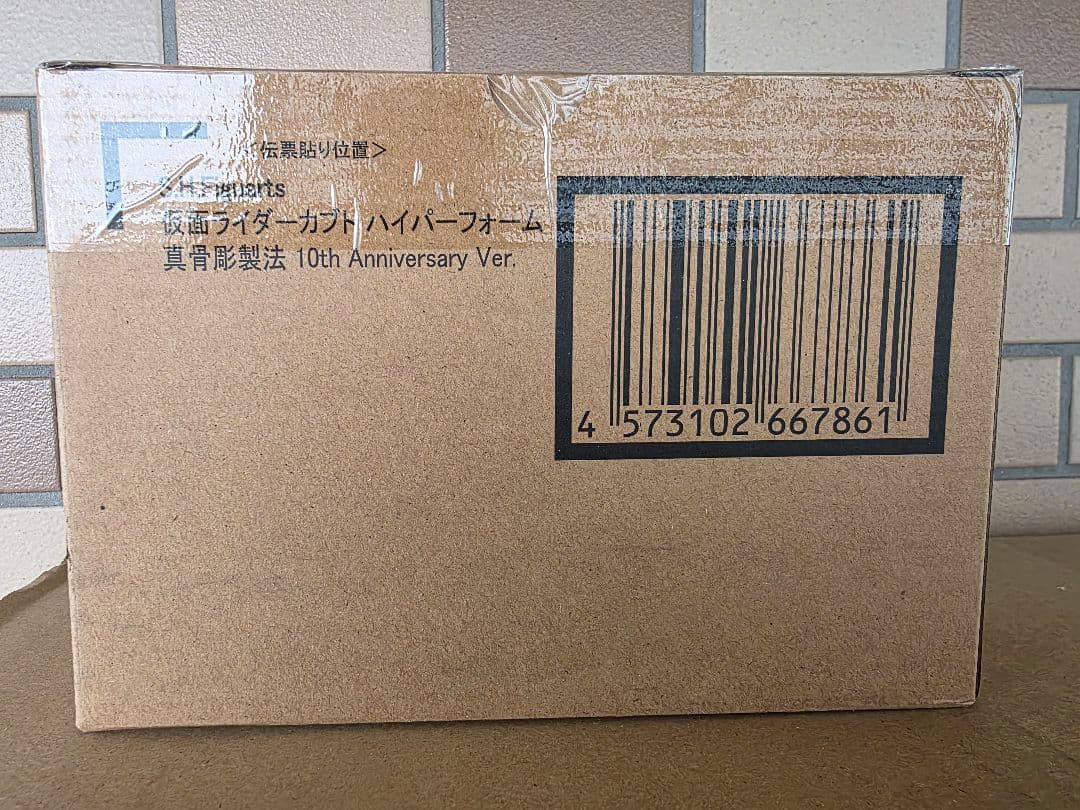 ＜伝票貼り位置＞
S.H.Figuarts
仮面ライダーカブト ハイパーフォーム
真骨彫製法 10th Anniversary Ver.
4 573102 667861